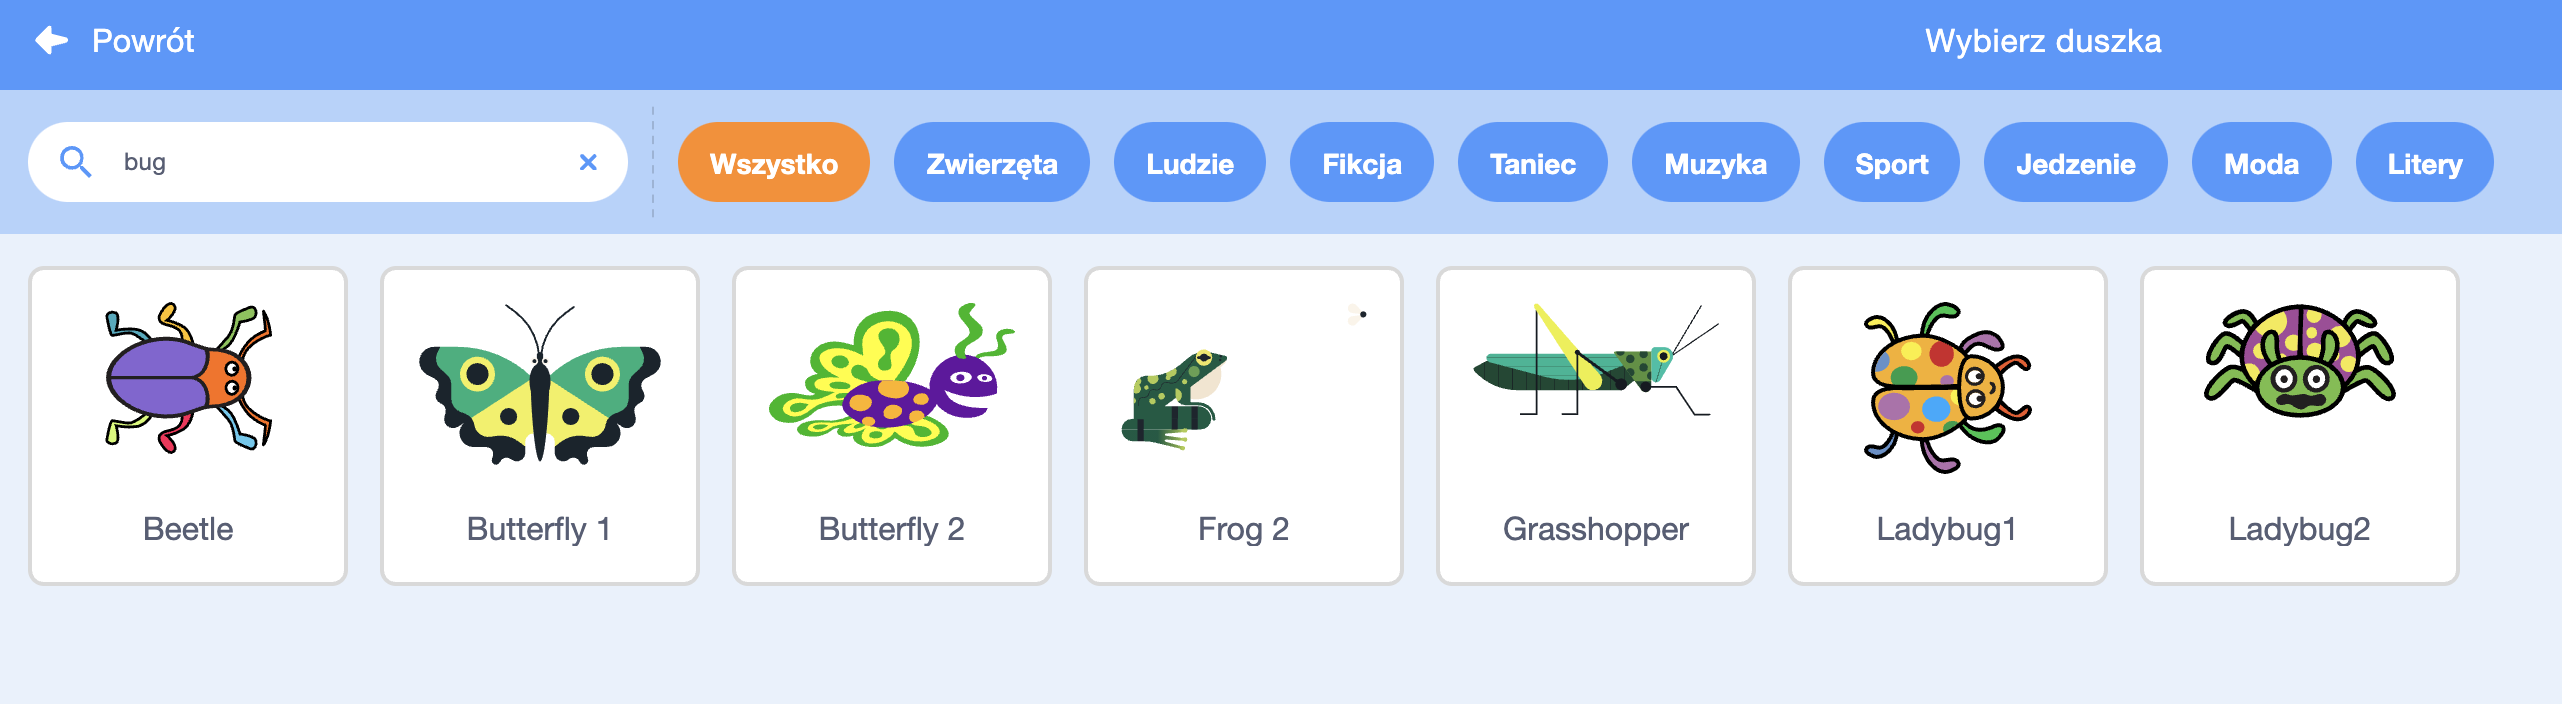 Powrót
Wybierz duszka
bug
Wszystko
Zwierzęta
Ludzie
Fikcja
Taniec
Muzyka
Sport
Jedzenie
Moda
Litery
Beetle
Butterfly 1
Butterfly 2
Frog 2
Grasshopper
Ladybug1
Ladybug2